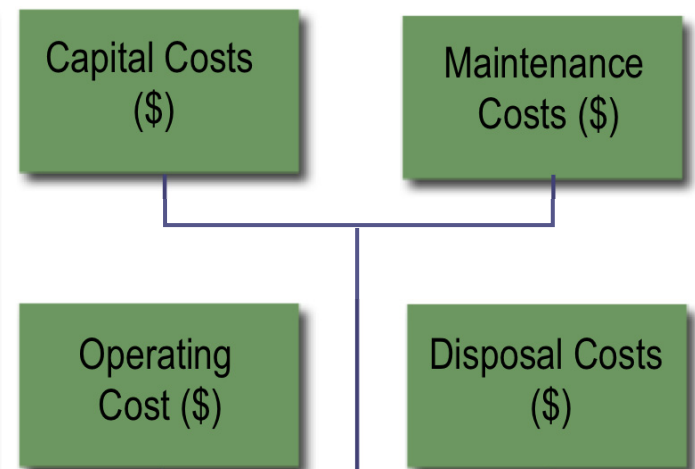 Capital Costs
($)
Maintenance
Costs ($)
Operating
Cost ($)
Disposal Costs
($)